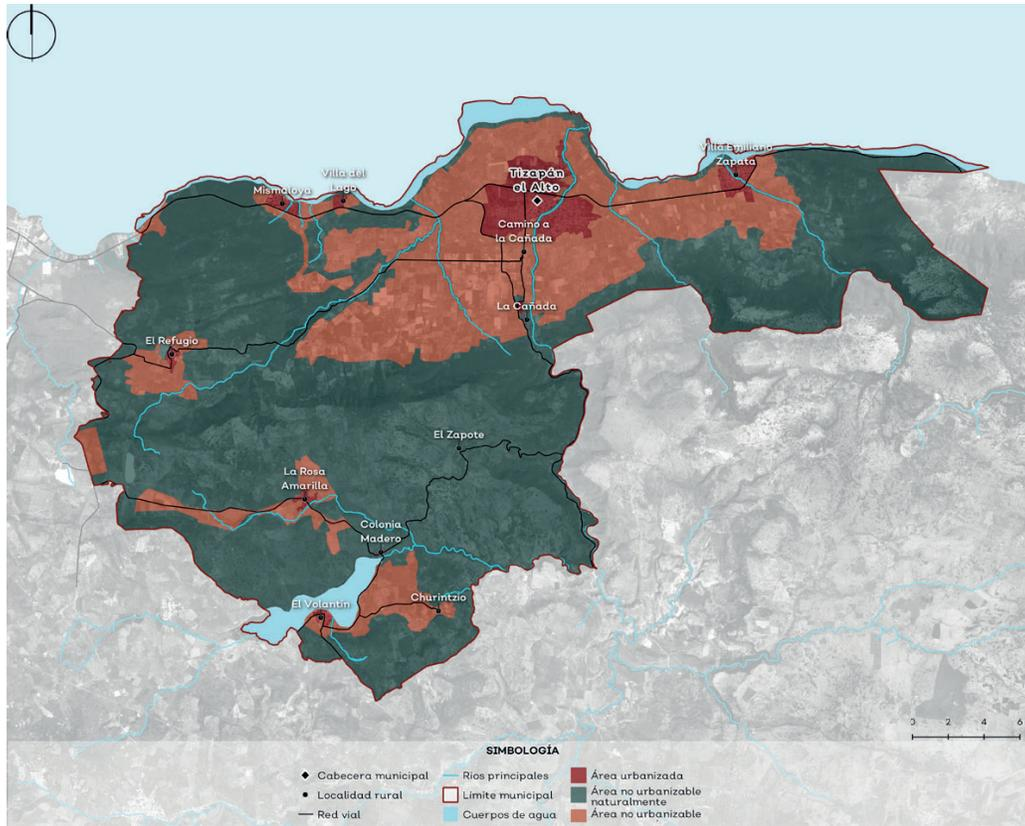 Villa Emiliano
Zapata
Tizapán
el Alto
Villa del
Lago
Mismaloya
Camino a
la Cañada
La Cañada
El Refugio
El Zapote
La Rosa
Amarilla
Colonia
Madero
El Volantín
Churintzio
0 2 4 6
SIMBOLOGÍA
Cabecera municipal
Localidad rural
Red vial
Ríos principales
Límite municipal
Cuerpos de agua
Área urbanizada
Área no urbanizable
naturalmente
Área no urbanizable